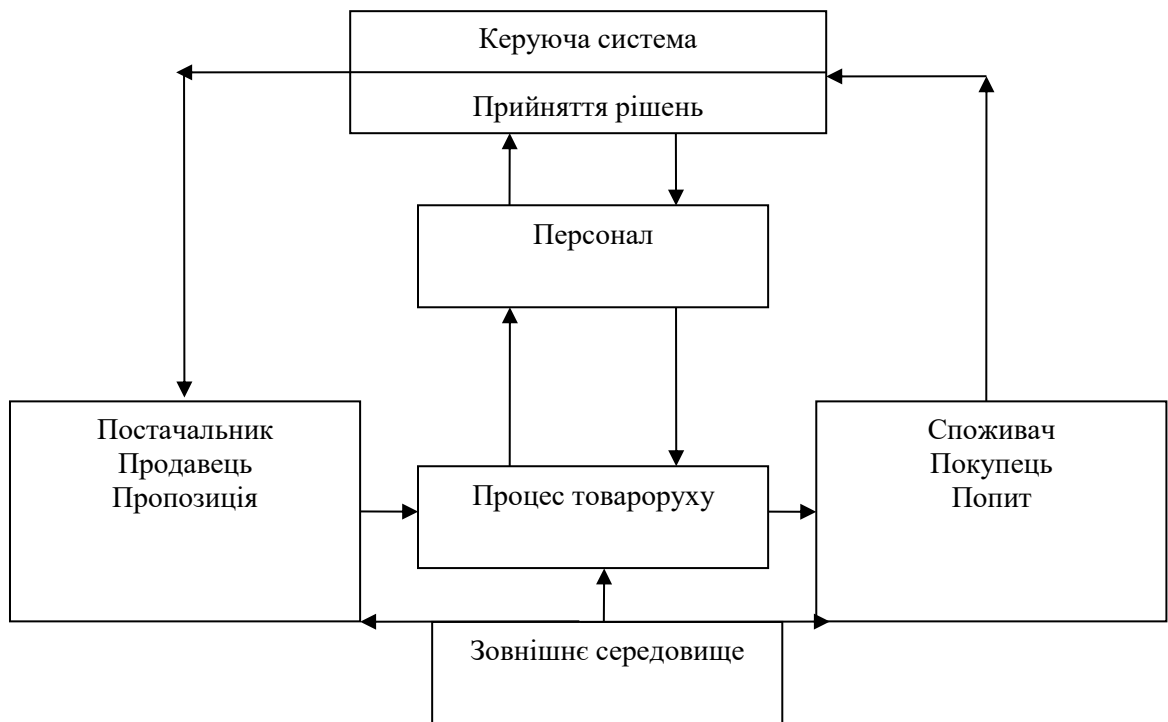 Керуюча система
Прийняття рішень
Персонал
Постачальник
Продавець
Пропозиція
Процес товароруху
Споживач
Покупець
Попит
Зовнішнє середовище